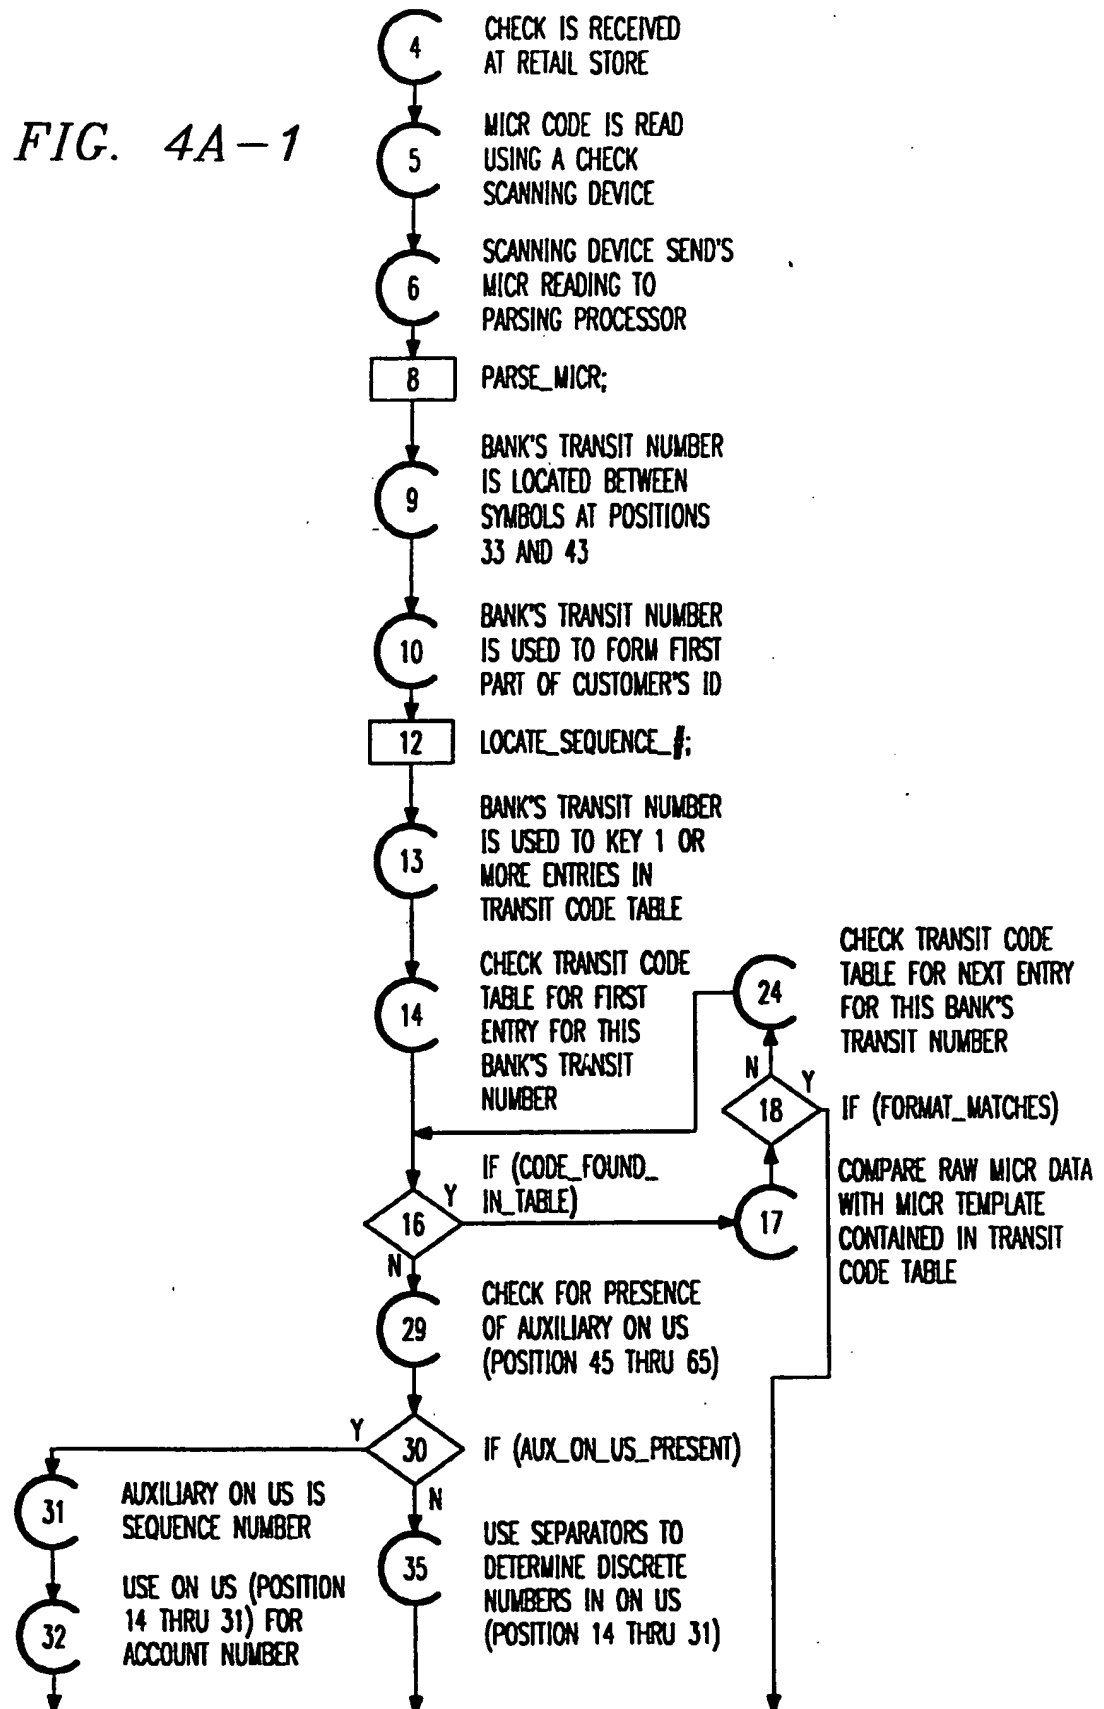 4
CHECK IS RECEIVED
AT RETAIL STORE
FIG. 4A-1
5
MICR CODE IS READ
USING A CHECK
SCANNING DEVICE
6
SCANNING DEVICE SEND'S
MICR READING TO
PARSING PROCESSOR
8
PARSE_MICR;
9
BANK'S TRANSIT NUMBER
IS LOCATED BETWEEN
SYMBOLS AT POSITIONS
33 AND 43
10
BANK'S TRANSIT NUMBER
IS USED TO FORM FIRST
PART OF CUSTOMER'S ID
12
LOCATE_SEQUENCE_#;
13
BANK'S TRANSIT NUMBER
IS USED TO KEY 1 OR
MORE ENTRIES IN
TRANSIT CODE TABLE
14
CHECK TRANSIT CODE
TABLE FOR FIRST
ENTRY FOR THIS
BANK'S TRANSIT
NUMBER
24
CHECK TRANSIT CODE
TABLE FOR NEXT ENTRY
FOR THIS BANK'S
TRANSIT NUMBER
N
Y
18
IF (FORMAT_MATCHES)
16
Y
IF (CODE_FOUND_
IN_TABLE)
17
COMPARE RAW MICR DATA
WITH MICR TEMPLATE
CONTAINED IN TRANSIT
CODE TABLE
N
29
CHECK FOR PRESENCE
OF AUXILIARY ON US
(POSITION 45 THRU 65)
Y
30
IF (AUX_ON_US_PRESENT)
N
31
AUXILIARY ON US IS
SEQUENCE NUMBER
35
USE SEPARATORS TO
DETERMINE DISCRETE
NUMBERS IN ON US
(POSITION 14 THRU 31)
32
USE ON US (POSITION
14 THRU 31) FOR
ACCOUNT NUMBER